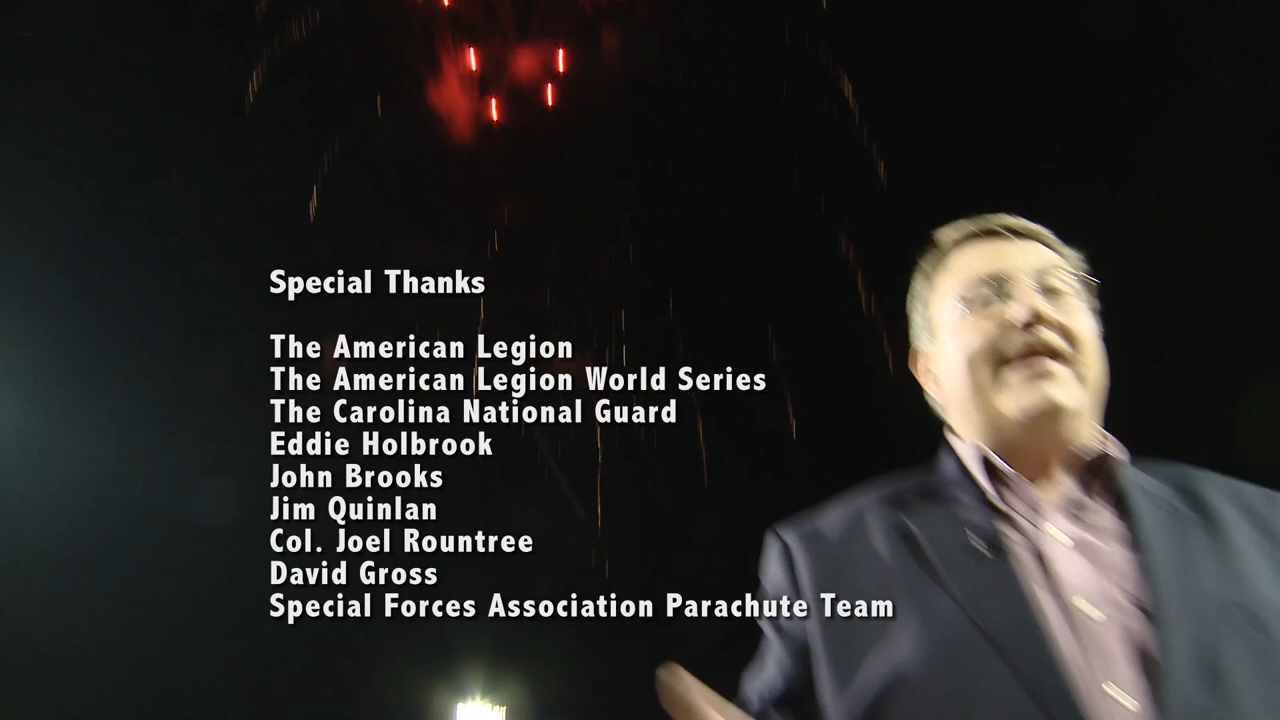 Special Thanks
The American Legion
The American Legion World Series
The Carolina National Guard
Eddie Holbrook
John Brooks
Jim Quinlan
Col. Joel Rountree
David Gross
Special Forces Association Parachute Team